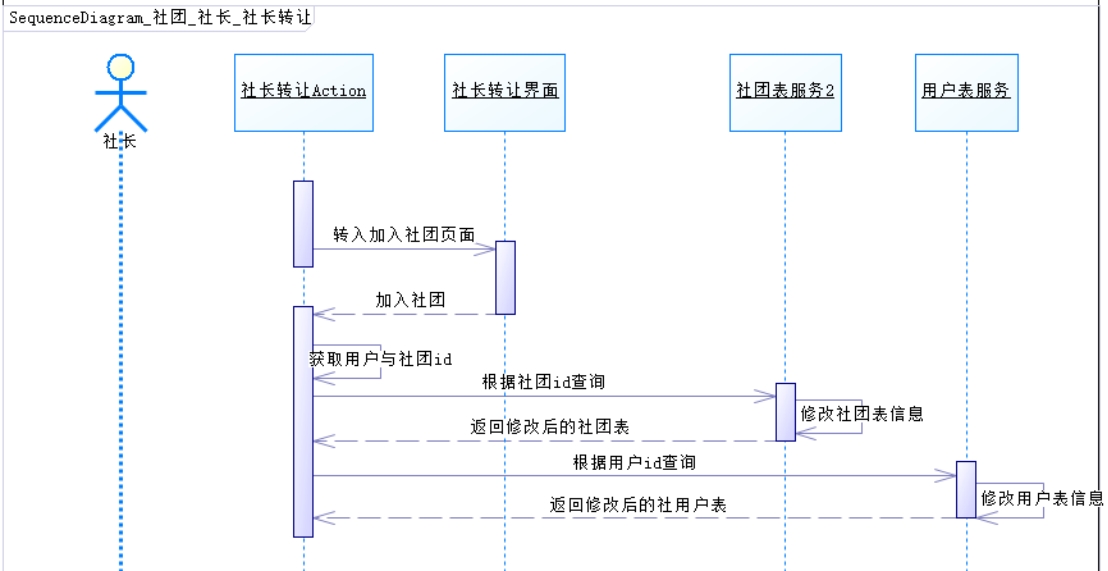 SequenceDiagram_社团_社长_社长转让
社长
社长转让Action
社长转让界面
社团表服务2
用户表服务
转入加入社团页面
加入社团
获取用户与社团id
根据社团id查询
修改社团表信息
返回修改后的社团表
根据用户id查询
修改用户表信息
返回修改后的社用户表